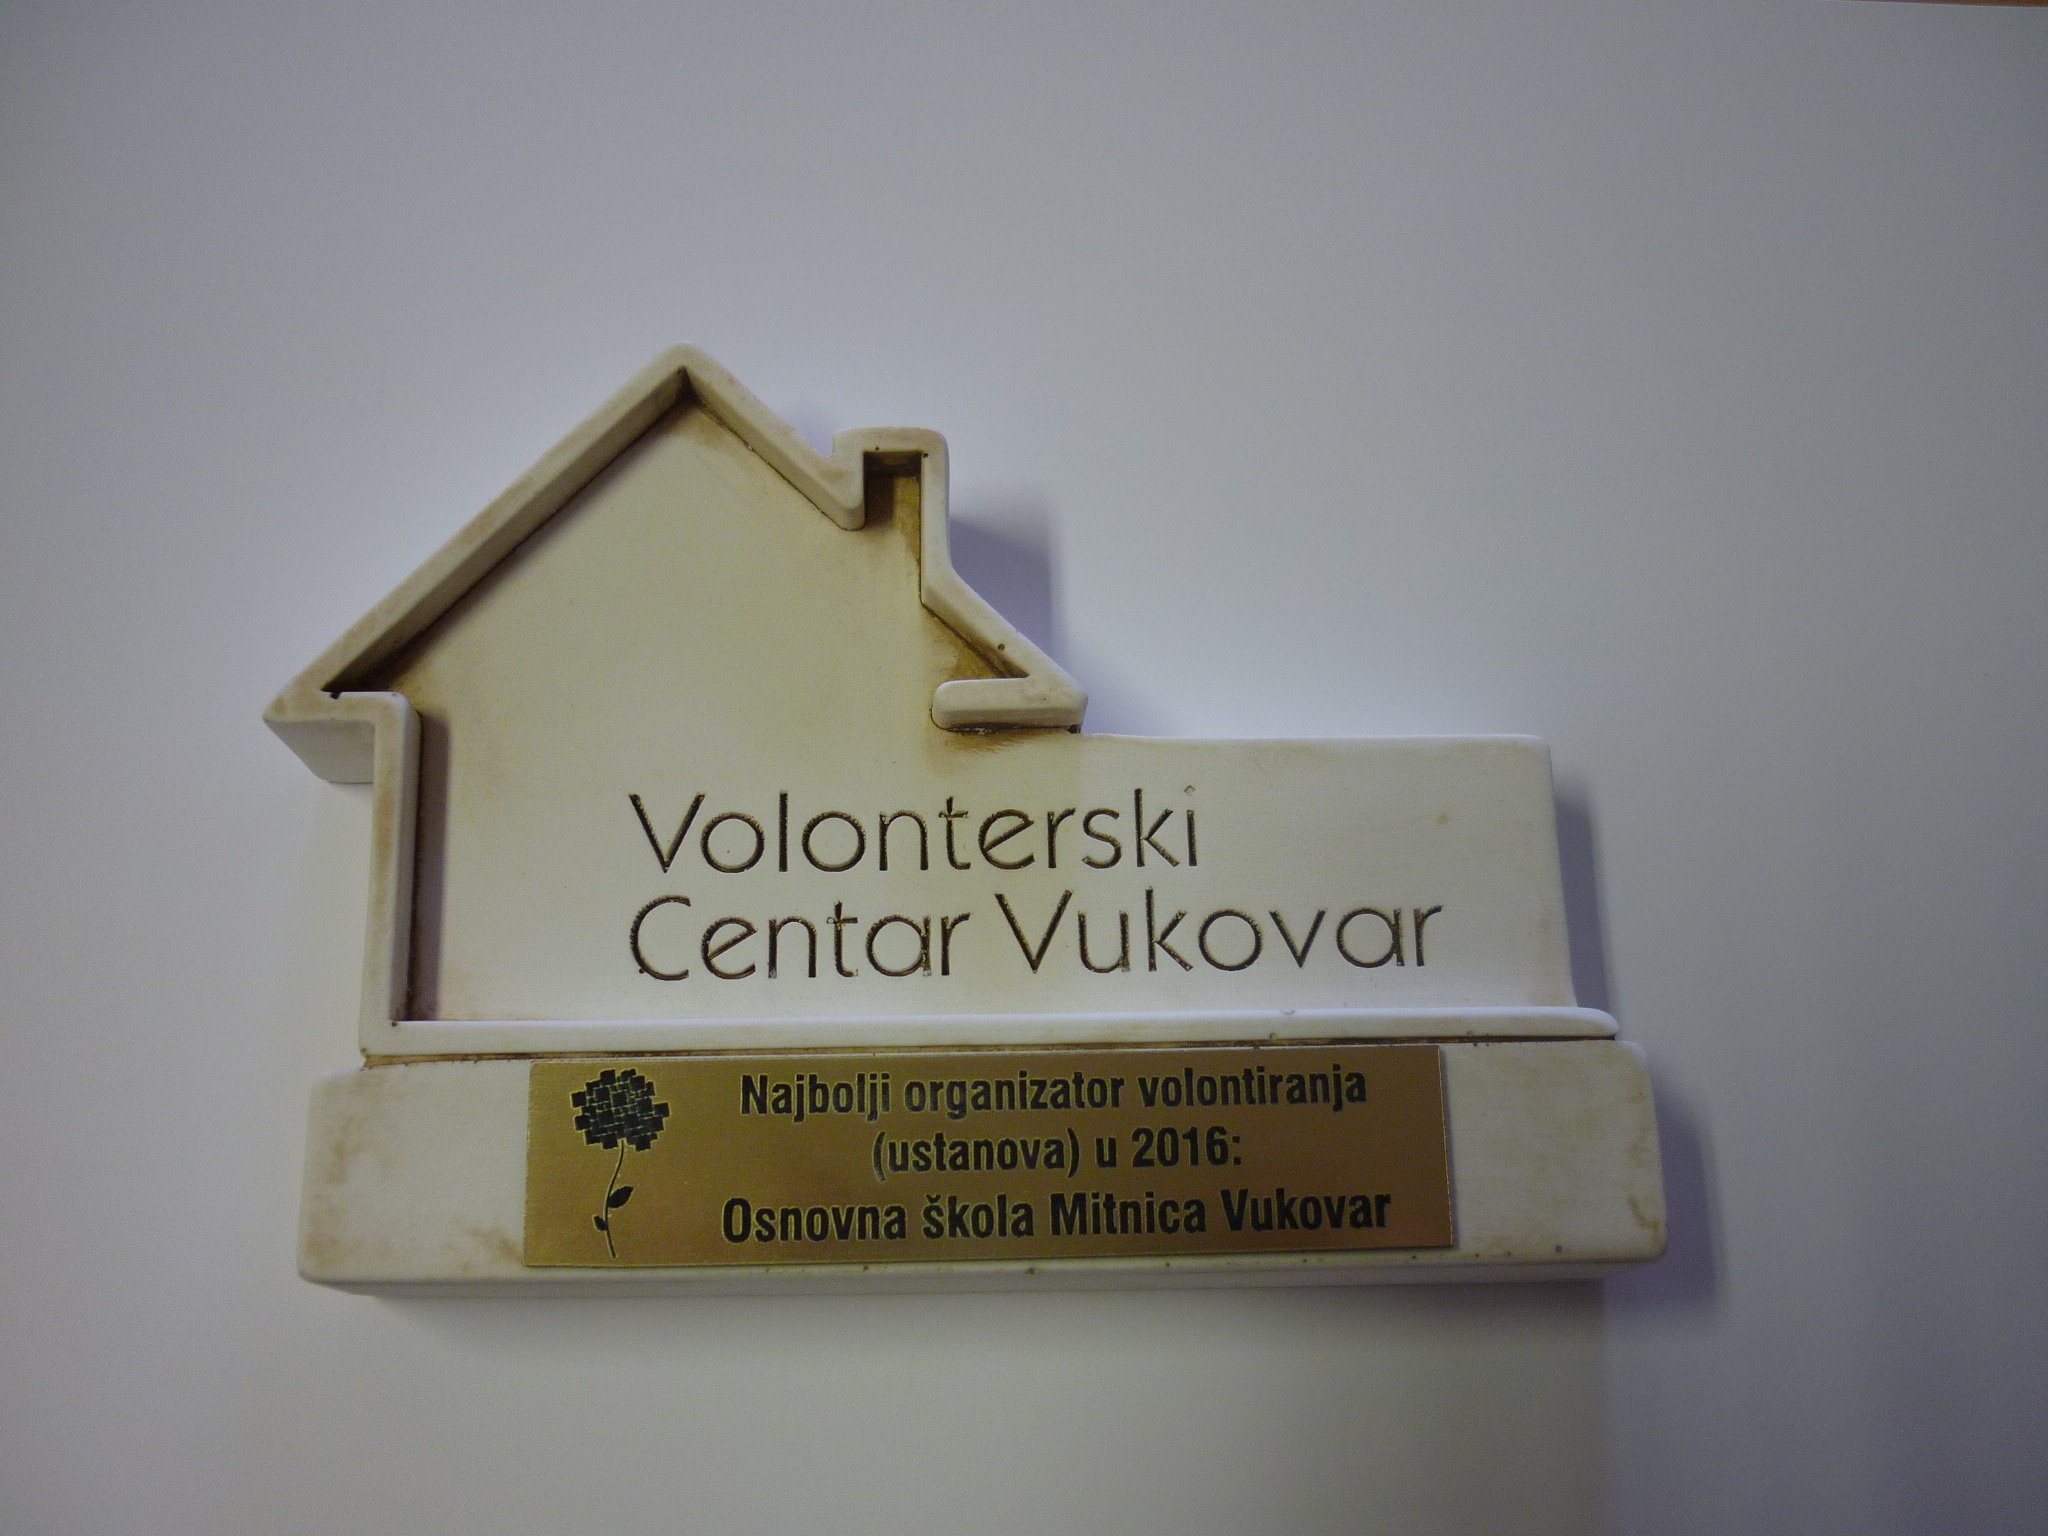 Volonterski
Centar Vukovar
Najbolji organizator volontiranja
(ustanova) u 2016:
Osnovna škola Mitnica Vukovar